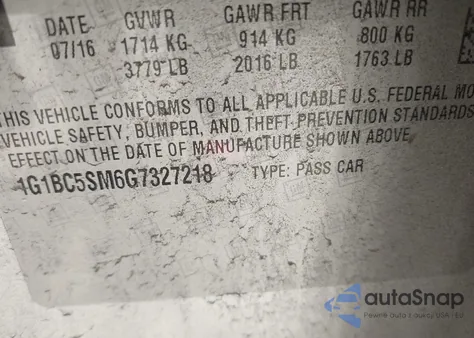 DATE GVWR GAWR FRT GAWR RR
07/16 1714 KG 914 KG 800 KG
3779 LB 2016 LB 1763 LB
THIS VEHICLE CONFORMS TO ALL APPLICABLE U.S. FEDERAL MO
VEHICLE SAFETY, BUMPER, AND THEFT PREVENTION STANDARDS
EFFECT ON THE DATE OF MANUFACTURE SHOWN ABOVE.
1G1BC5SM6G7327218 TYPE: PASS CAR
autoSnap